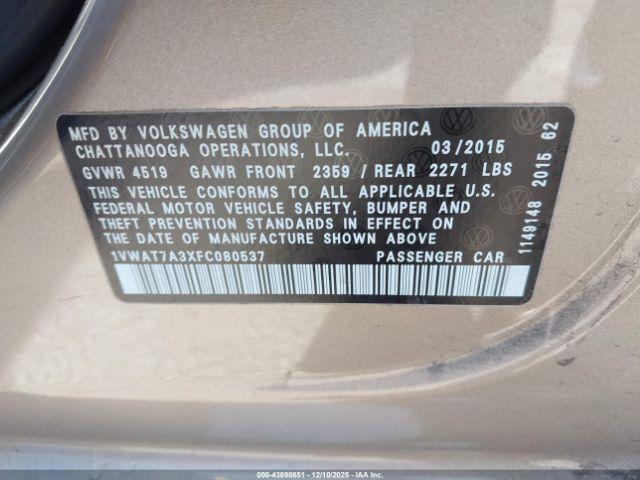 MFD BY VOLKSWAGEN GROUP OF AMERICA
CHATTANOOGA OPERATIONS, LLC. 03/2015
GVWR 4519 GAWR FRONT 2359 / REAR 2271 LBS
THIS VEHICLE CONFORMS TO ALL APPLICABLE U.S.
FEDERAL MOTOR VEHICLE SAFETY, BUMPER AND
THEFT PREVENTION STANDARDS IN EFFECT ON
THE DATE OF MANUFACTURE SHOWN ABOVE
1VWAT7A3XFC080537 PASSENGER CAR
1149148 2015 62
000-43898651 - 12/10/2025 - IAAI.com